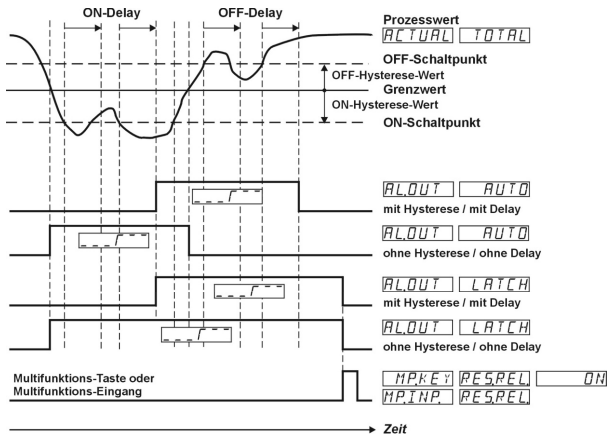 ON-Delay OFF-Delay
Prozesswert
ACTUAL TOTAL
OFF-Schaltpunkt
OFF-Hysterese-Wert
Grenzwert
ON-Hysterese-Wert
ON-Schaltpunkt
AL.OUT AUTO
mit Hysterese / mit Delay
AL.OUT AUTO
ohne Hysterese / ohne Delay
AL.OUT LATCH
mit Hysterese / mit Delay
AL.OUT LATCH
ohne Hysterese / ohne Delay
Multifunktions-Taste oder
Multifunktions-Eingang
MP.KEY RES.REL. ON
MP.INP. RES.REL.
Zeit